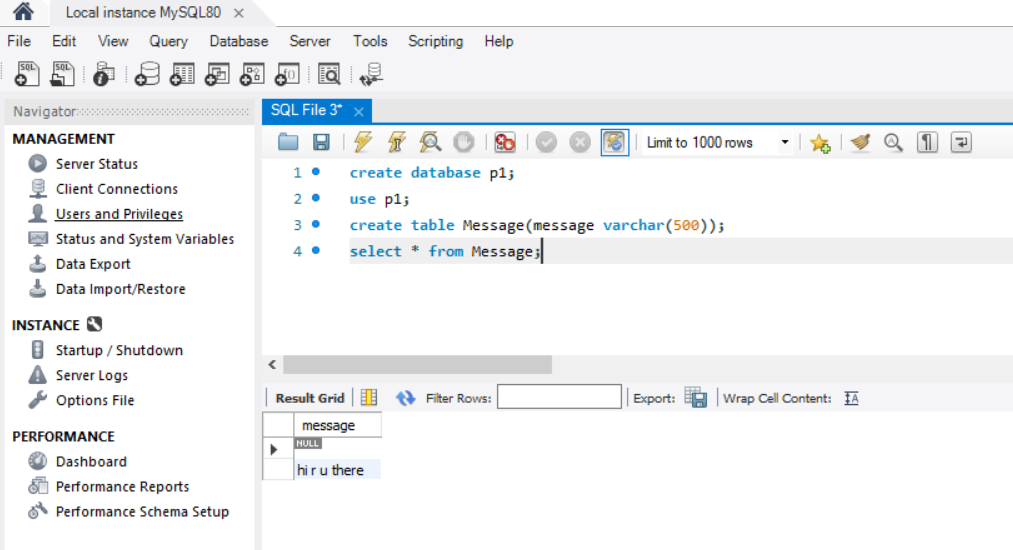 Local instance MySQL80
File Edit View Query Database Server Tools Scripting Help
SQL SQL
Navigator
MANAGEMENT
Server Status
Client Connections
Users and Privileges
Status and System Variables
Data Export
Data Import/Restore
INSTANCE
Startup / Shutdown
Server Logs
Options File
PERFORMANCE
Dashboard
Performance Reports
Performance Schema Setup
SQL File 3*
Limit to 1000 rows
1 create database p1;
2 use p1;
3 create table Message(message varchar(500));
4 select * from Message;
Result Grid Filter Rows: Export: Wrap Cell Content:
message
NULL
hi r u there